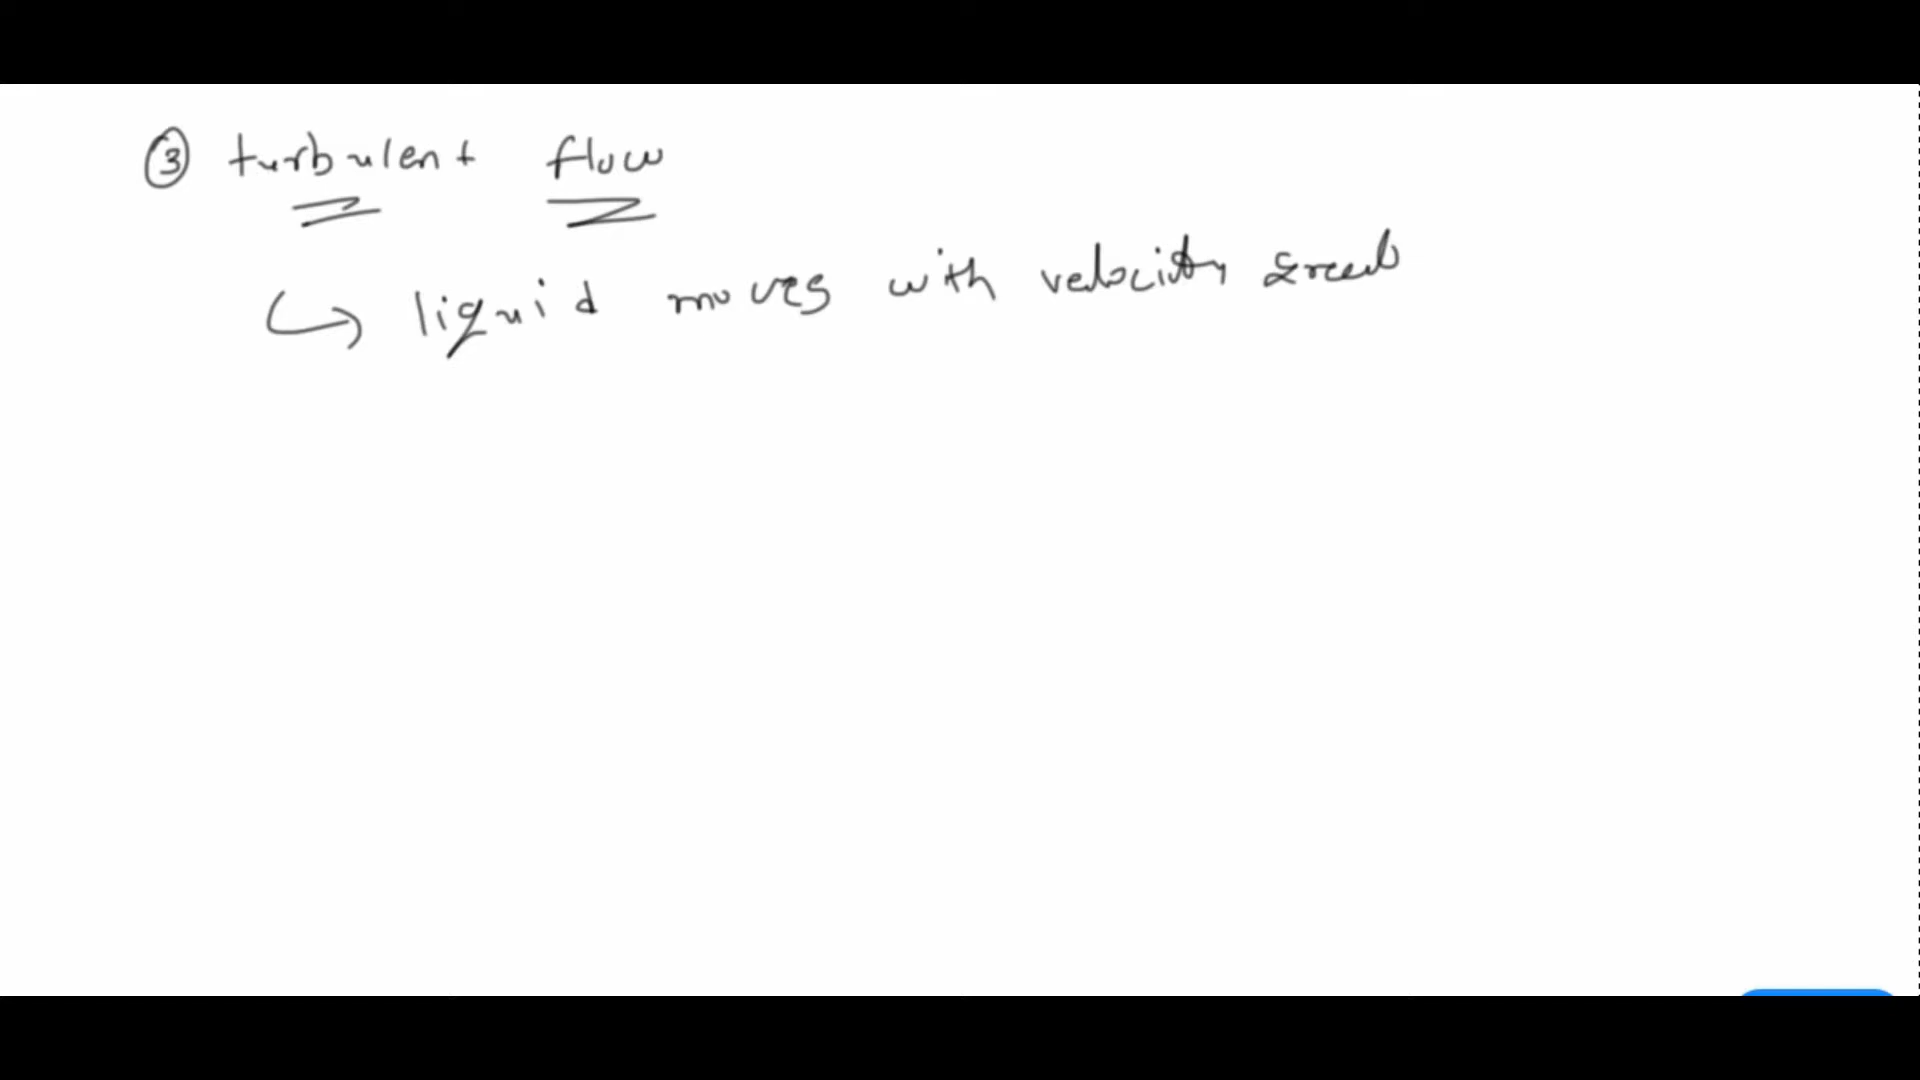 ③ turbulent flow
↳ liquid moves with velocity